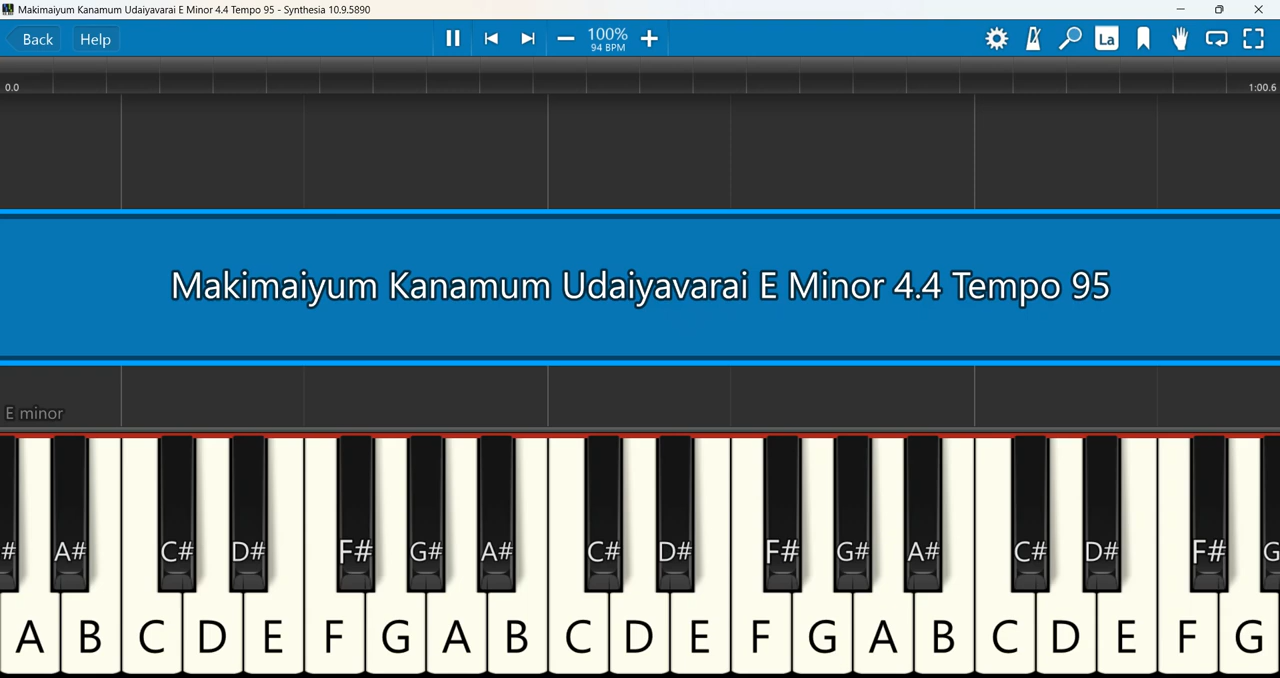 Makimaiyum Kanamum Udaiyavarai E Minor 4.4 Tempo 95 - Synthesia 10.9.5890
Back Help 100% La
94 BPM
0.0 1:00.6
Makimaiyum Kanamum Udaiyavarai E Minor 4.4 Tempo 95
E minor
# A# C# D# F# G# A# C# D# F# G# A# C# D# F# G
A B C D E F G A B C D E F G A B C D E F G